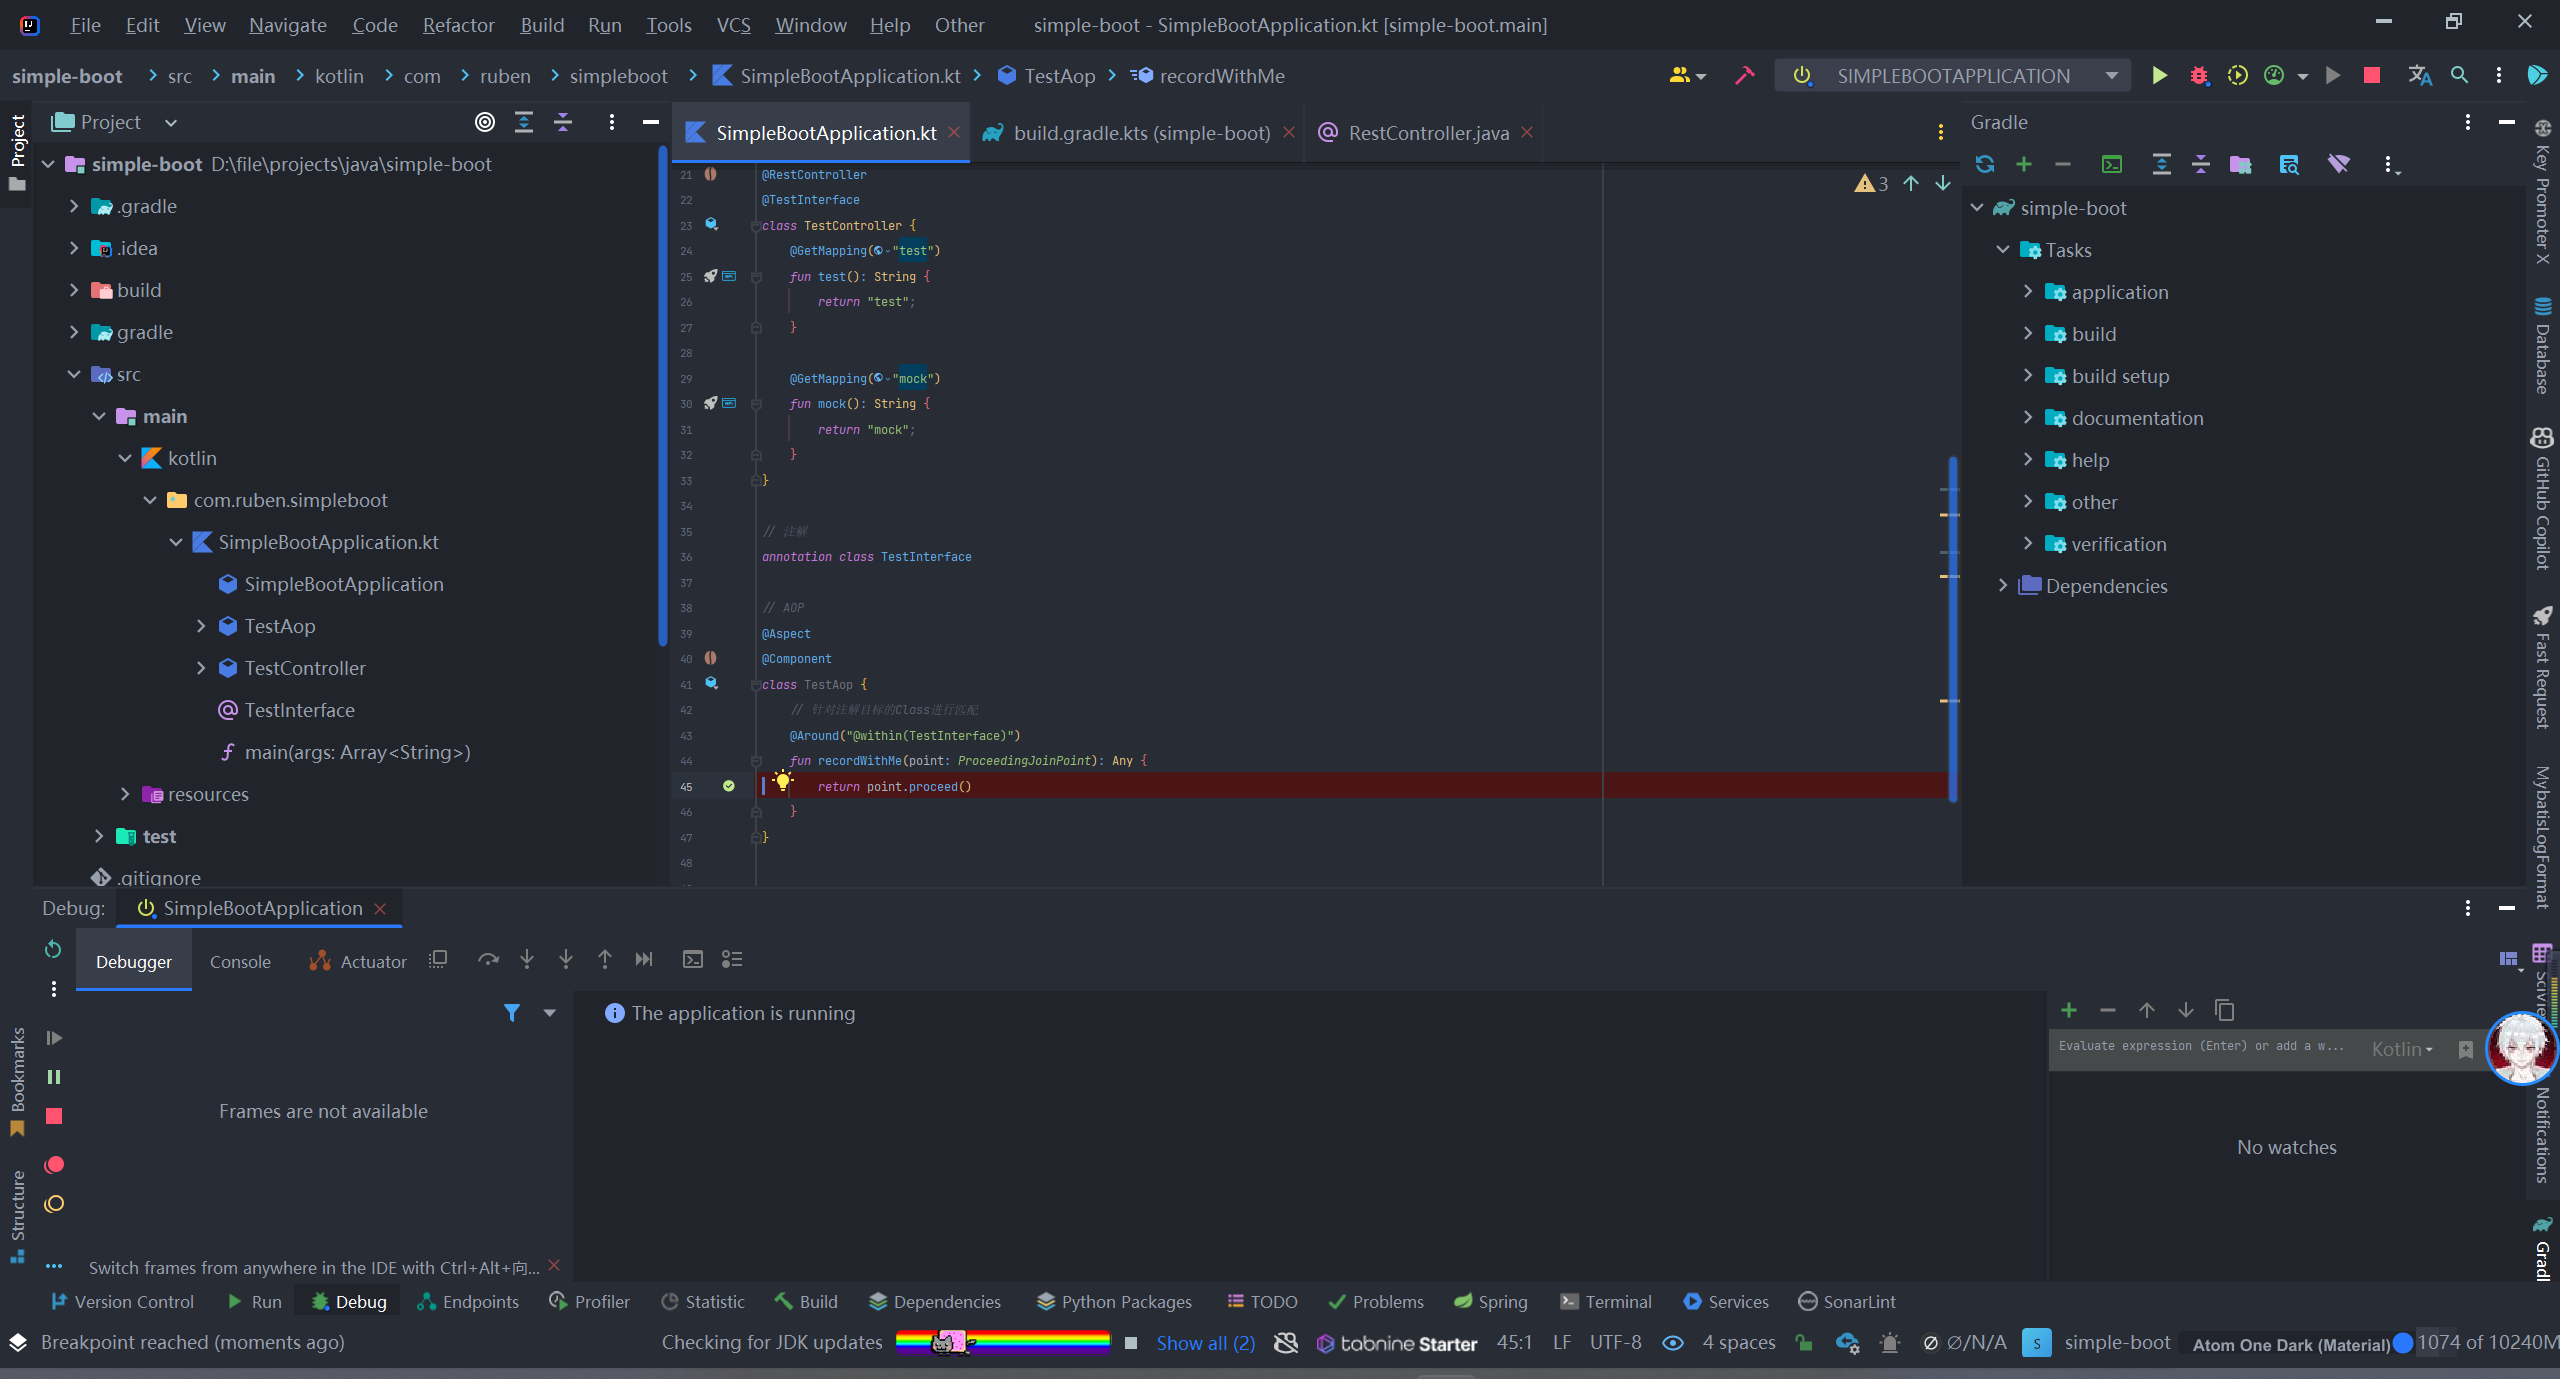 File Edit View Navigate Code Refactor Build Run Tools VCS Window Help Other simple-boot - SimpleBootApplication.kt [simple-boot.main]
simple-boot src main kotlin com ruben simpleboot SimpleBootApplication.kt TestAop recordWithMe SIMPLEBOOTAPPLICATION
Project
Project
simple-boot D:\file\projects\java\simple-boot
.gradle
.idea
build
gradle
src
main
kotlin
com.ruben.simpleboot
SimpleBootApplication.kt
SimpleBootApplication
TestAop
TestController
TestInterface
main(args: Array<String>)
resources
test
.gitignore
SimpleBootApplication.kt build.gradle.kts (simple-boot) RestController.java
3
21 @RestController
22 @TestInterface
23 class TestController {
24 @GetMapping("test")
25 fun test(): String {
26 return "test";
27 }
28
29 @GetMapping("mock")
30 fun mock(): String {
31 return "mock";
32 }
33 }
34
35 // 注解
36 annotation class TestInterface
37
38 // AOP
39 @Aspect
40 @Component
41 class TestAop {
42 // 针对注解目标的Class进行匹配
43 @Around("@within(TestInterface)")
44 fun recordWithMe(point: ProceedingJoinPoint): Any {
45 return point.proceed()
46 }
47 }
48
Gradle
simple-boot
Tasks
application
build
build setup
documentation
help
other
verification
Dependencies
Key Promoter X
Database
GitHub Copilot
Fast Request
MybatisLogFormat
Notifications
Debug: SimpleBootApplication
Debugger Console Actuator
The application is running
Frames are not available
Evaluate expression (Enter) or add a w... Kotlin
No watches
Bookmarks
Structure
Switch frames from anywhere in the IDE with Ctrl+Alt+向...
Version Control Run Debug Endpoints Profiler Statistic Build Dependencies Python Packages TODO Problems Spring Terminal Services SonarLint
Breakpoint reached (moments ago) Checking for JDK updates Show all (2) tabnine Starter 45:1 LF UTF-8 4 spaces Ø/N/A S simple-boot Atom One Dark (Material) 1074 of 10240M